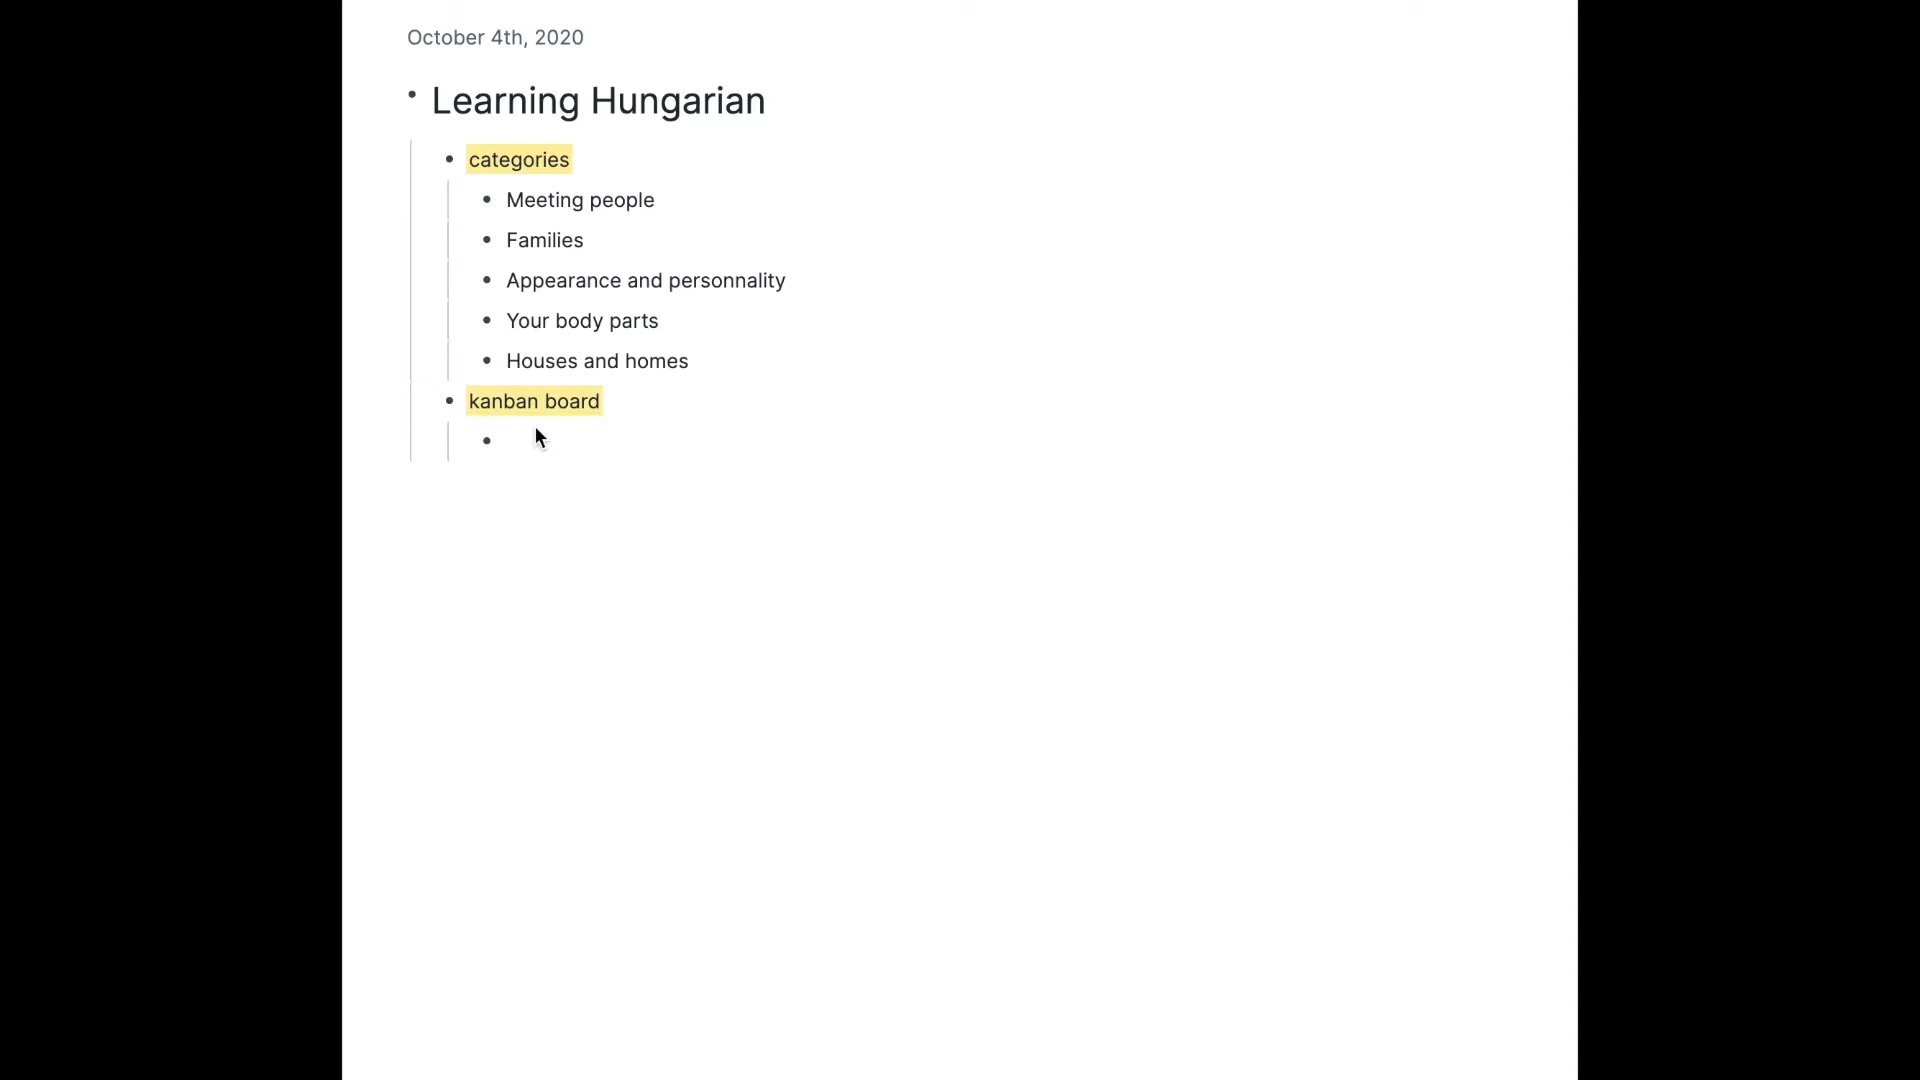 October 4th, 2020
Learning Hungarian
categories
Meeting people
Families
Appearance and personnality
Your body parts
Houses and homes
kanban board